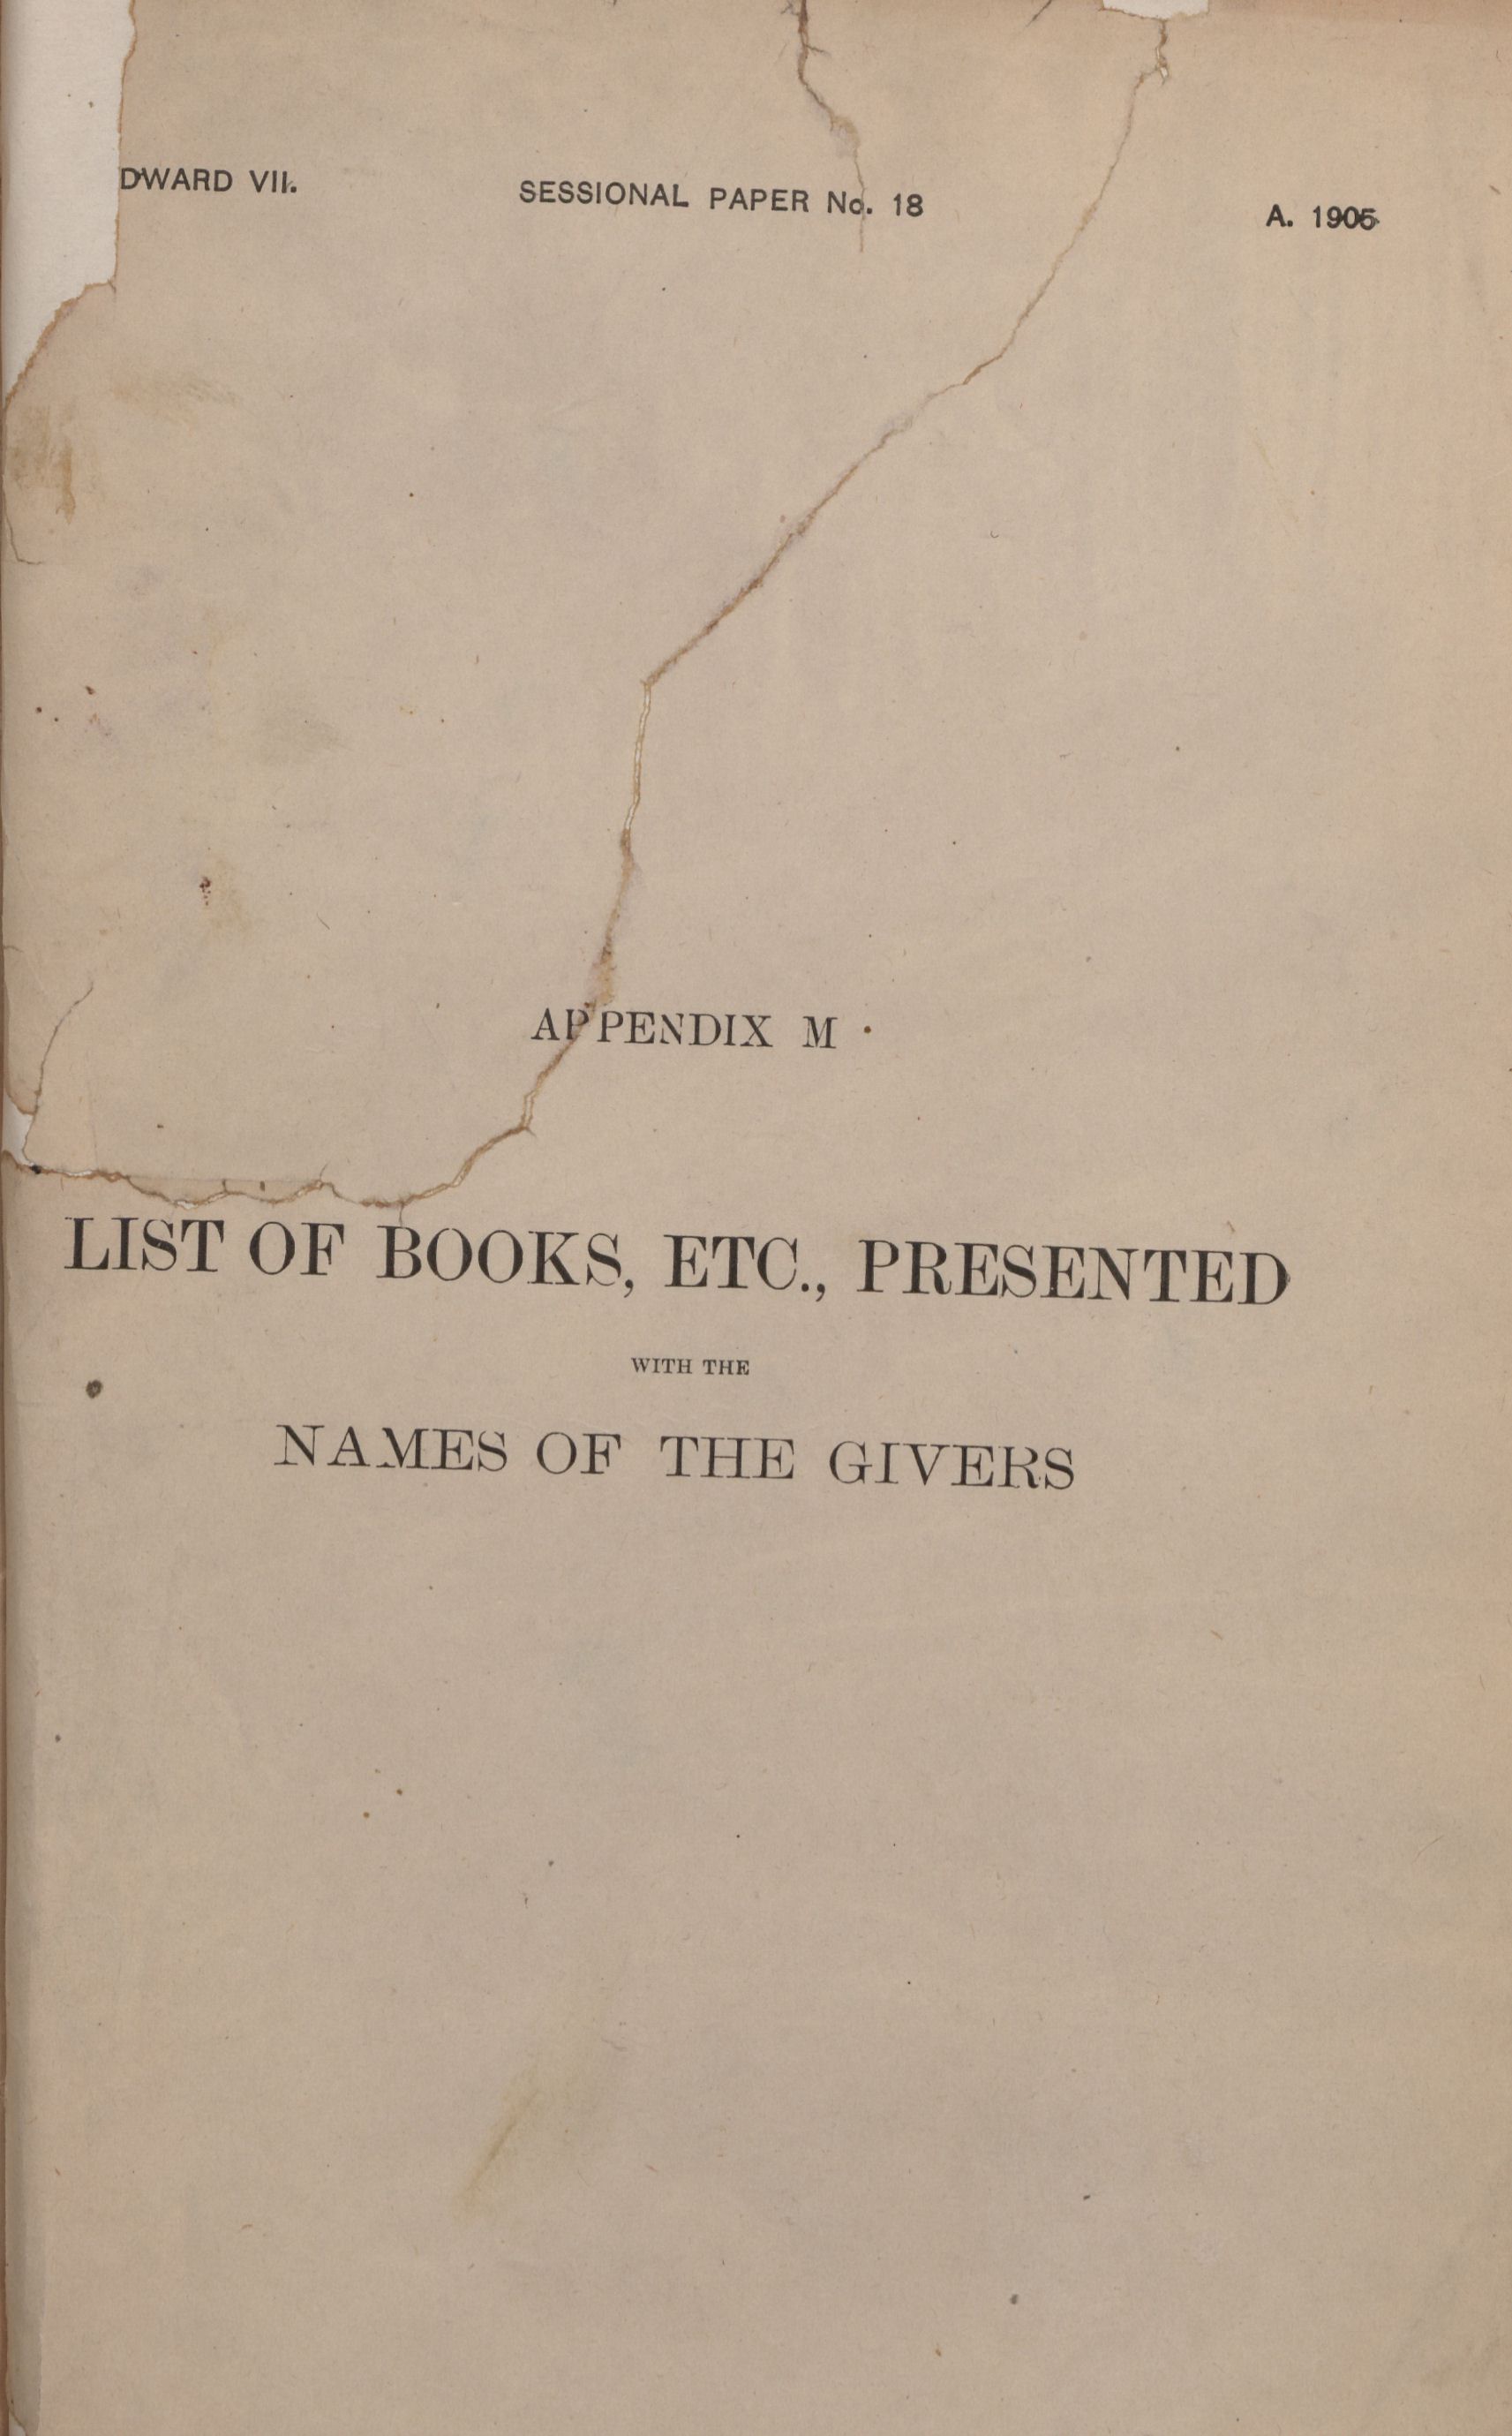 DWARD VII.
SESSIONAL PAPER No. 18
A. 1905
APPENDIX M
LIST OF BOOKS, ETC., PRESENTED
WITH THE
NAMES OF THE GIVERS